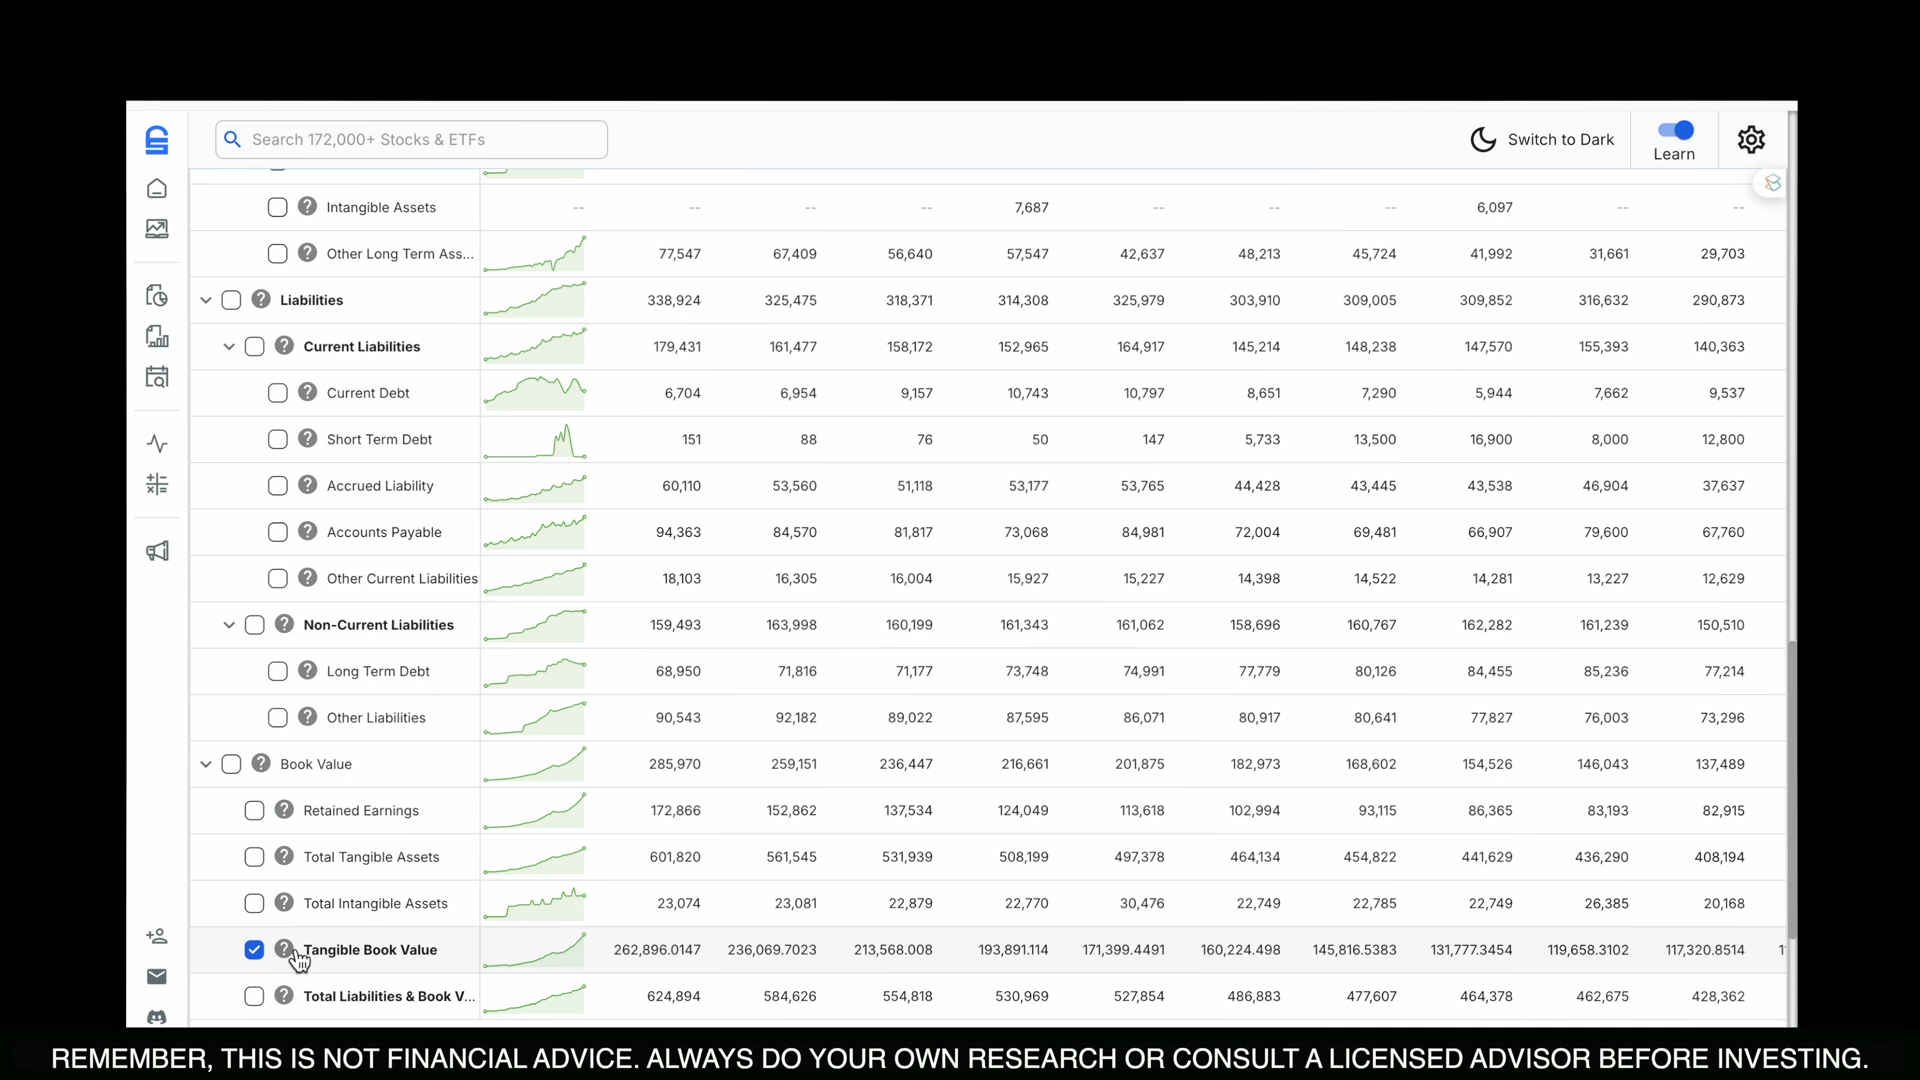 Search 172,000+ Stocks & ETFs
Switch to Dark
Learn
Intangible Assets -- -- -- -- 7,687 -- -- -- 6,097 -- --
Other Long Term Ass... 77,547 67,409 56,640 57,547 42,637 48,213 45,724 41,992 31,661 29,703
Liabilities 338,924 325,475 318,371 314,308 325,979 303,910 309,005 309,852 316,632 290,873
Current Liabilities 179,431 161,477 158,172 152,965 164,917 145,214 148,238 147,570 155,393 140,363
Current Debt 6,704 6,954 9,157 10,743 10,797 8,651 7,290 5,944 7,662 9,537
Short Term Debt 151 88 76 50 147 5,733 13,500 16,900 8,000 12,800
Accrued Liability 60,110 53,560 51,118 53,177 53,765 44,428 43,445 43,538 46,904 37,637
Accounts Payable 94,363 84,570 81,817 73,068 84,981 72,004 69,481 66,907 79,600 67,760
Other Current Liabilities 18,103 16,305 16,004 15,927 15,227 14,398 14,522 14,281 13,227 12,629
Non-Current Liabilities 159,493 163,998 160,199 161,343 161,062 158,696 160,767 162,282 161,239 150,510
Long Term Debt 68,950 71,816 71,177 73,748 74,991 77,779 80,126 84,455 85,236 77,214
Other Liabilities 90,543 92,182 89,022 87,595 86,071 80,917 80,641 77,827 76,003 73,296
Book Value 285,970 259,151 236,447 216,661 201,875 182,973 168,602 154,526 146,043 137,489
Retained Earnings 172,866 152,862 137,534 124,049 113,618 102,994 93,115 86,365 83,193 82,915
Total Tangible Assets 601,820 561,545 531,939 508,199 497,378 464,134 454,822 441,629 436,290 408,194
Total Intangible Assets 23,074 23,081 22,879 22,770 30,476 22,749 22,785 22,749 26,385 20,168
Tangible Book Value 262,896.0147 236,069.7023 213,568.008 193,891.114 171,399.4491 160,224.498 145,816.5383 131,777.3454 119,658.3102 117,320.8514
Total Liabilities & Book V... 624,894 584,626 554,818 530,969 527,854 486,883 477,607 464,378 462,675 428,362
REMEMBER, THIS IS NOT FINANCIAL ADVICE. ALWAYS DO YOUR OWN RESEARCH OR CONSULT A LICENSED ADVISOR BEFORE INVESTING.